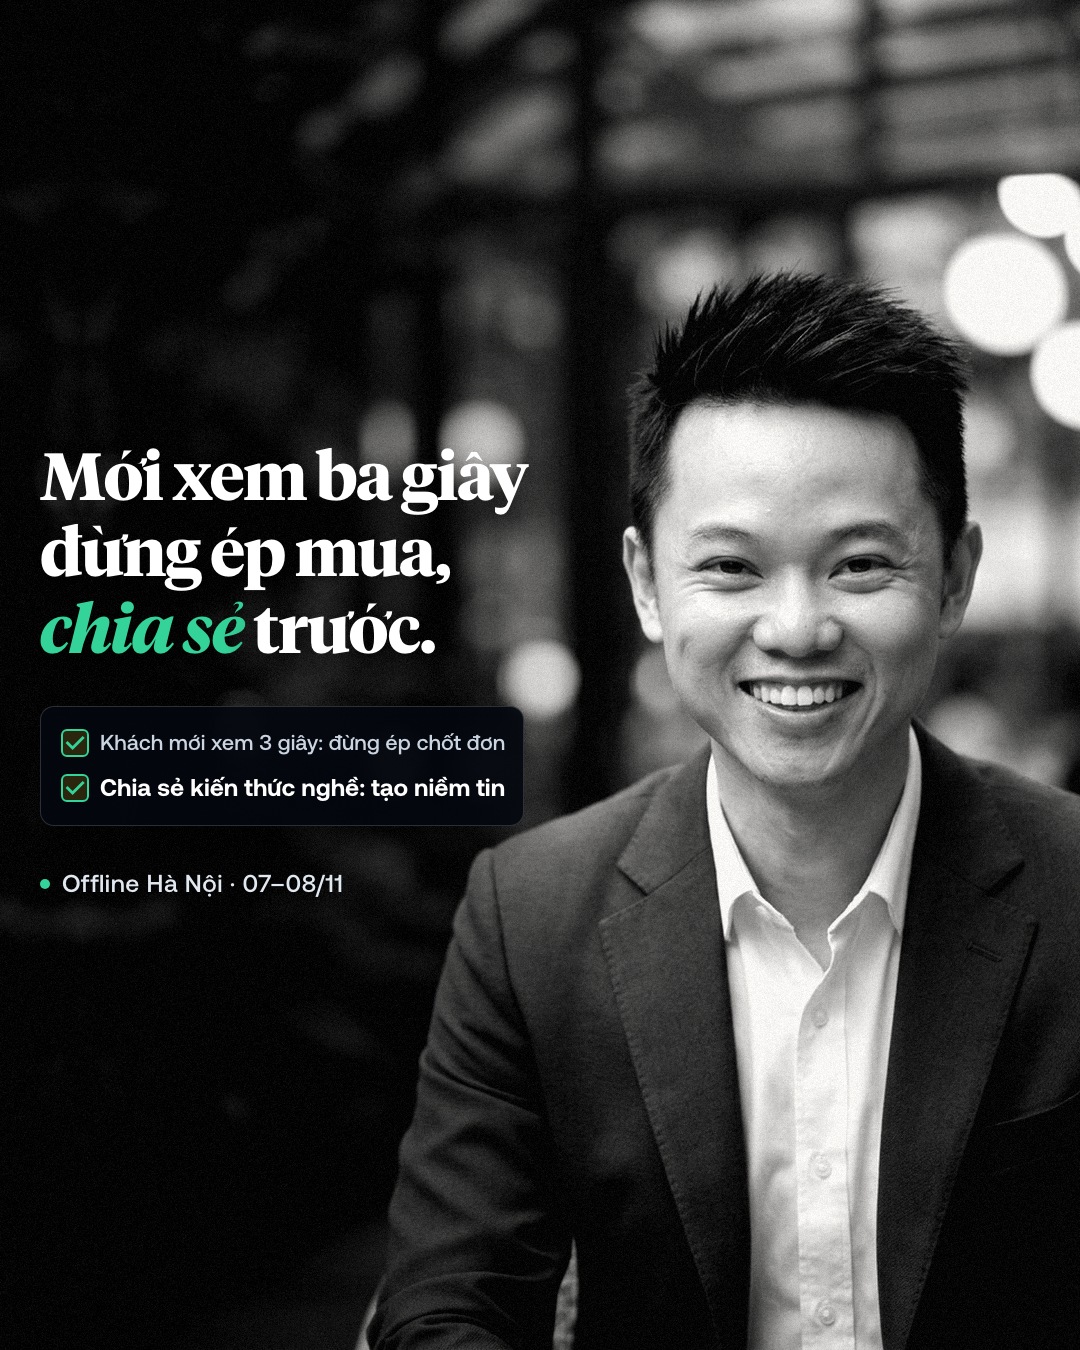 Mới xem ba giây
đừng ép mua,
chia sẻ trước.
Khách mới xem 3 giây: đừng ép chốt đơn
Chia sẻ kiến thức nghề: tạo niềm tin
Offline Hà Nội · 07–08/11